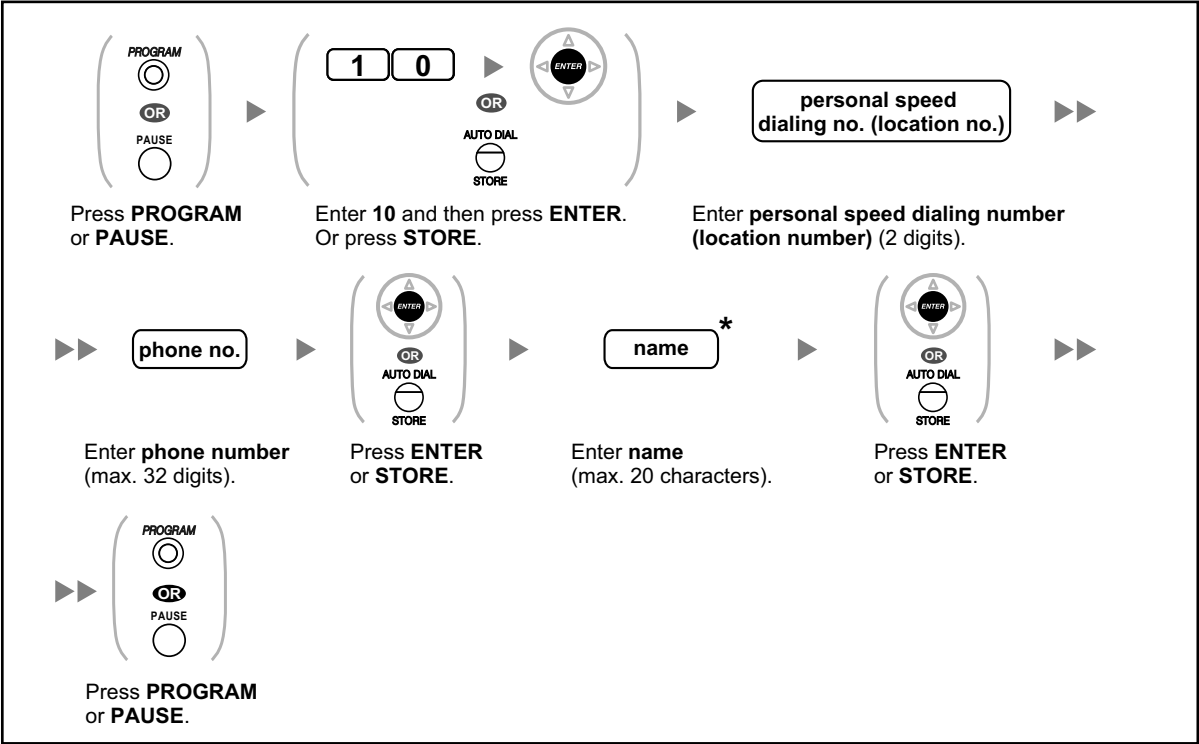 PROGRAM
OR
PAUSE
Press PROGRAM
or PAUSE.
1 0
ENTER
OR
AUTO DIAL
STORE
Enter 10 and then press ENTER.
Or press STORE.
personal speed
dialing no. (location no.)
Enter personal speed dialing number
(location number) (2 digits).
phone no.
Enter phone number
(max. 32 digits).
ENTER
OR
AUTO DIAL
STORE
Press ENTER
or STORE.
name *
Enter name
(max. 20 characters).
ENTER
OR
AUTO DIAL
STORE
Press ENTER
or STORE.
PROGRAM
OR
PAUSE
Press PROGRAM
or PAUSE.